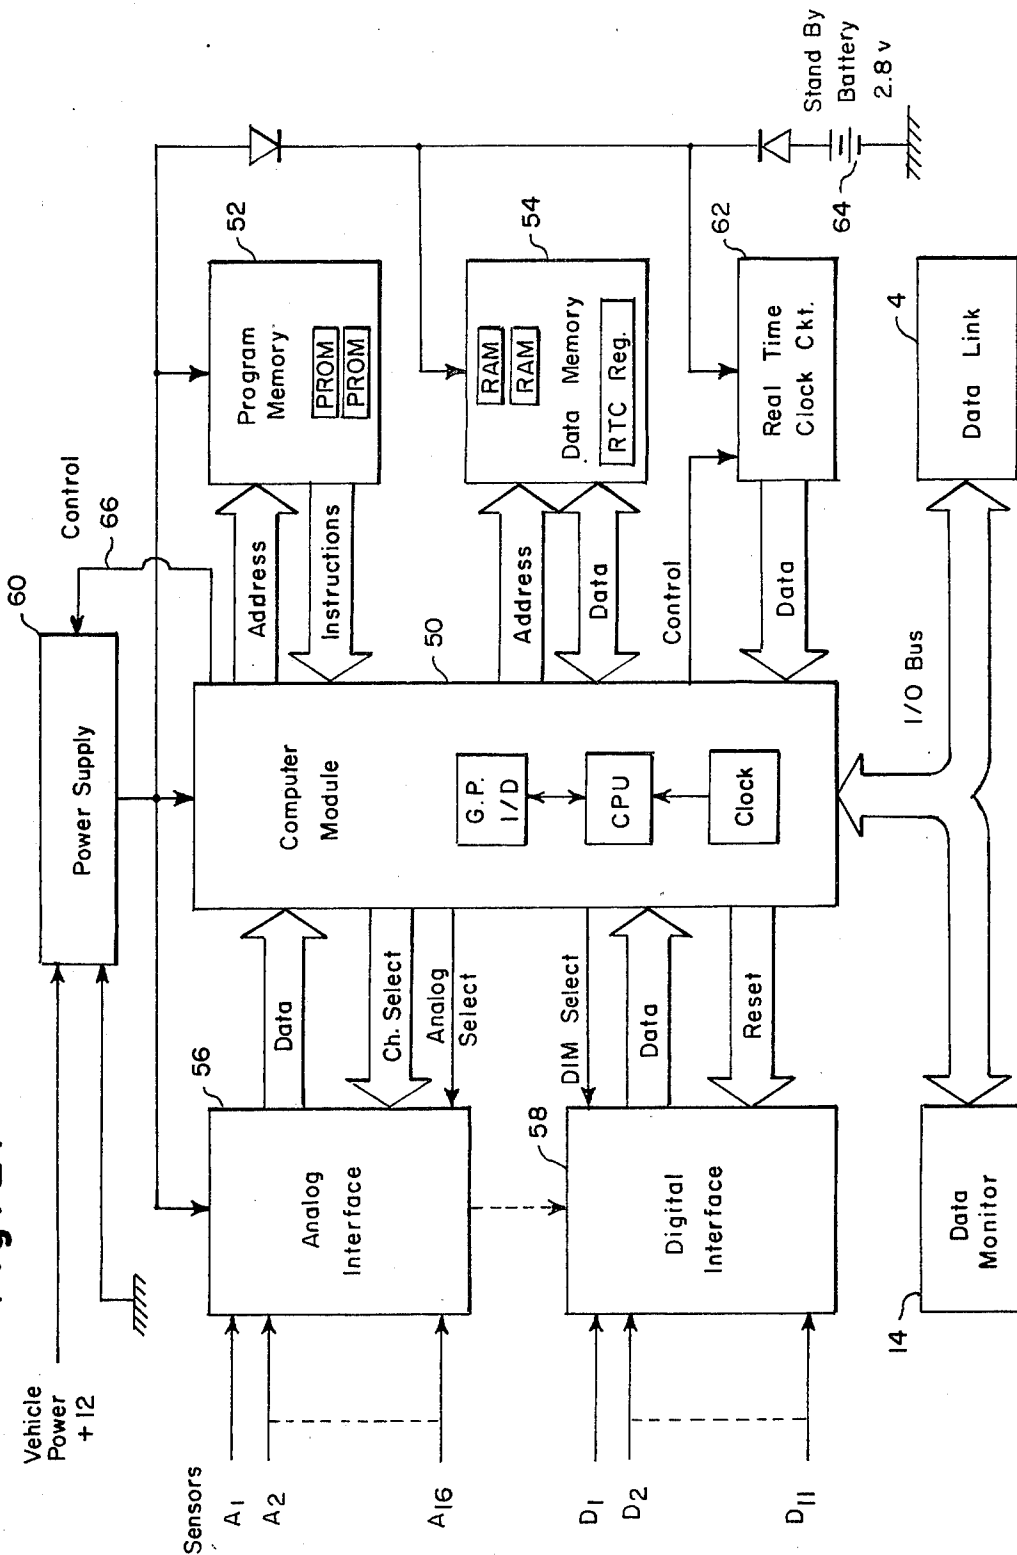 Vehicle
Power
+12
60
Power Supply
Control
66
Sensors
A1
A2
A16
56
Analog
Interface
Data
Ch. Select
Analog
Select
Computer
Module
50
G.P.
I/D
CPU
Clock
Address
Instructions
52
Program
Memory
PROM
PROM
Address
Data
54
RAM
RAM
Data Memory
RTC Reg.
D1
D2
D11
58
Digital
Interface
DIM Select
Data
Reset
Control
Data
62
Real Time
Clock Ckt.
64
Stand By
Battery
2.8 v
14
Data
Monitor
I/O Bus
4
Data Link